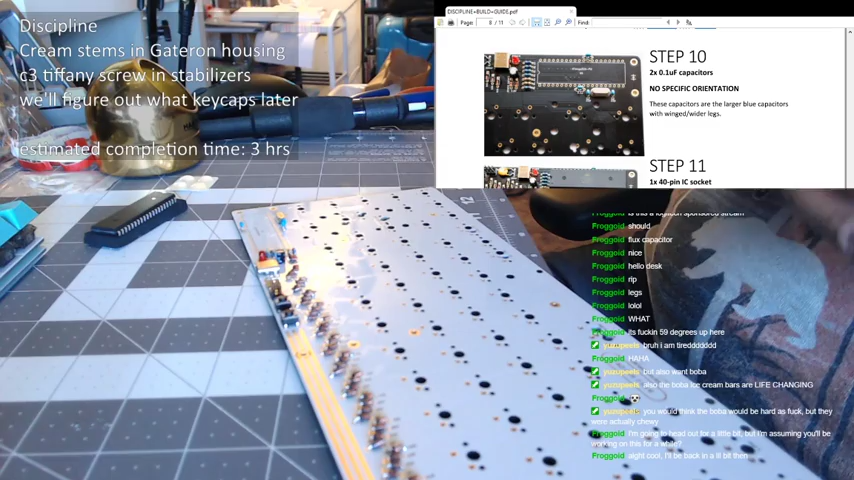 Discipline
Cream stems in Gateron housing
c3 tiffany screw in stabilizers
we'll figure out what keycaps later
estimated completion time: 3 hrs
DISCIPLINE+BUILD+GUIDE.pdf
Page: 8 / 11
Find:
STEP 10
2x 0.1uF capacitors
NO SPECIFIC ORIENTATION
These capacitors are the larger blue capacitors
with winged/wider legs.
STEP 11
1x 40-pin IC socket
Froggoid is this a logitech sponsored stream
Froggoid should
Froggoid flux capacitor
Froggoid nice
Froggoid hello desk
Froggoid rip
Froggoid legs
Froggoid lolol
Froggoid WHAT
Froggoid its fuckin 59 degrees up here
yuzupeels bruh i am tireddddddd
Froggoid HAHA
yuzupeels but also want boba
yuzupeels also the boba ice cream bars are LIFE CHANGING
Froggoid
yuzupeels you would think the boba would be hard as fuck, but they
were actually chewy
Froggoid I'm going to head out for a little bit, but I'm assuming you'll be
working on this for a while?
Froggoid alight cool, I'll be back in a lil bit then